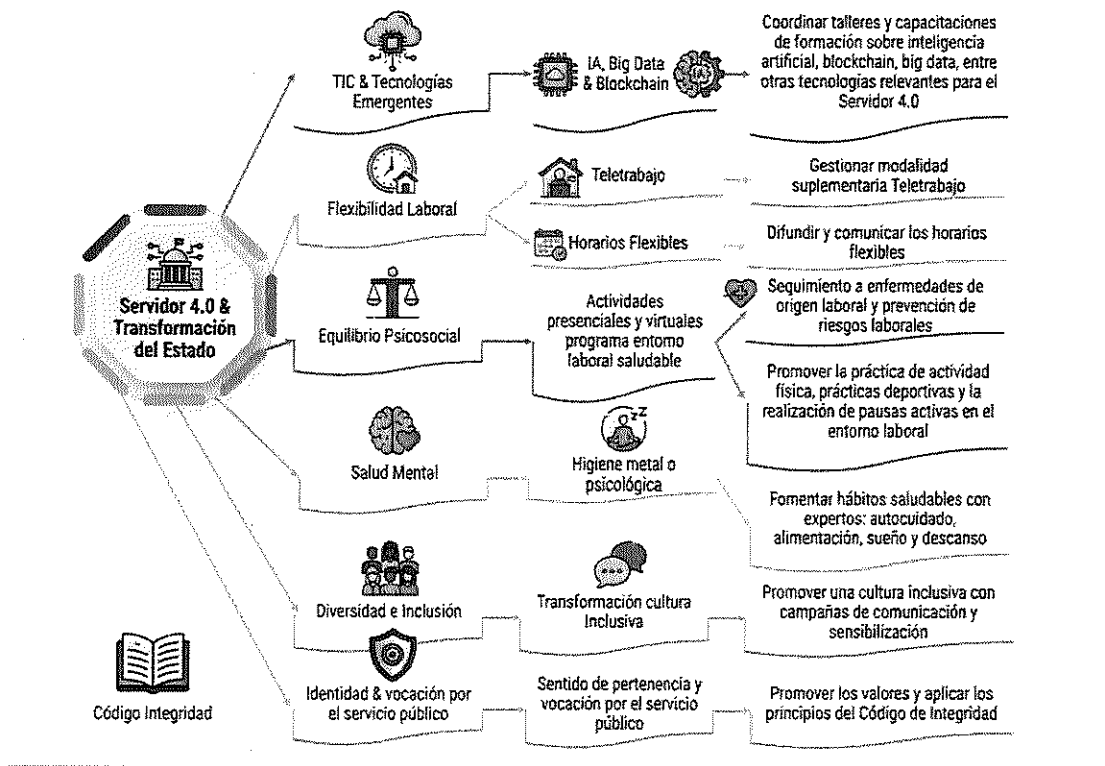 Servidor 4.0 &
Transformación
del Estado
TIC & Tecnologías
Emergentes
IA, Big Data
& Blockchain
IA
Coordinar talleres y capacitaciones
de formación sobre inteligencia
artificial, blockchain, big data, entre
otras tecnologías relevantes para el
Servidor 4.0
Flexibilidad Laboral
Teletrabajo
Gestionar modalidad
suplementaria Teletrabajo
Horarios Flexibles
Difundir y comunicar los horarios
flexibles
Equilibrio Psicosocial
Actividades
presenciales y virtuales
programa entorno
laboral saludable
Seguimiento a enfermedades de
origen laboral y prevención de
riesgos laborales
Promover la práctica de actividad
física, prácticas deportivas y la
realización de pausas activas en el
entorno laboral
Salud Mental
zZZ
Higiene metal o
psicológica
Fomentar hábitos saludables con
expertos: autocuidado,
alimentación, sueño y descanso
Diversidad e Inclusión
Transformación cultura
Inclusiva
Promover una cultura inclusiva con
campañas de comunicación y
sensibilización
Identidad & vocación por
el servicio público
Sentido de pertenencia y
vocación por el servicio
público
Promover los valores y aplicar los
principios del Código de Integridad
Código Integridad